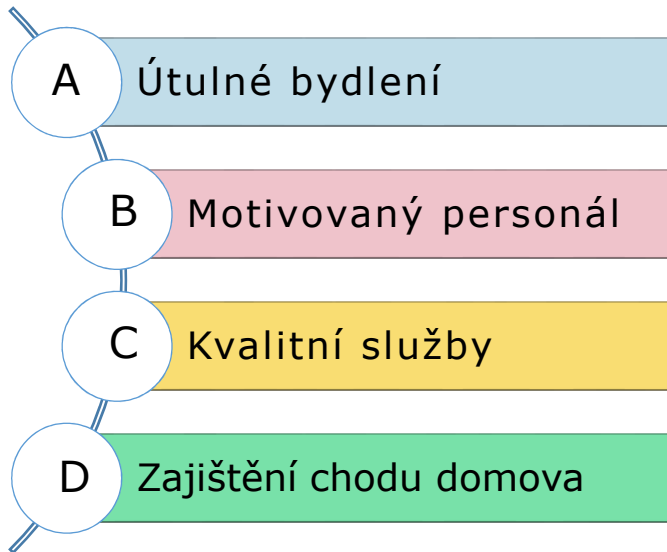 A Útulné bydlení
B Motivovaný personál
C Kvalitní služby
D Zajištění chodu domova